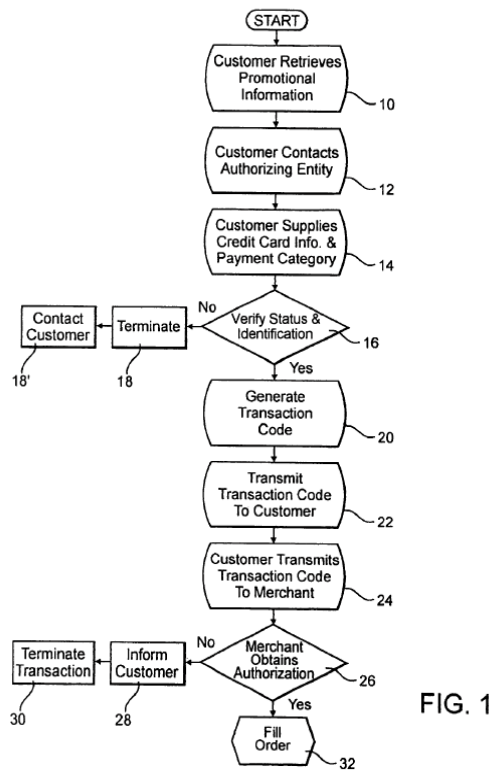 START
Customer Retrieves
Promotional
Information
10
Customer Contacts
Authorizing Entity
12
Customer Supplies
Credit Card Info. &
Payment Category
14
No
Verify Status &
Identification
16
Contact
Customer
18'
Terminate
18
Yes
Generate
Transaction
Code
20
Transmit
Transaction Code
To Customer
22
Customer Transmits
Transaction Code
To Merchant
24
No
Merchant
Obtains
Authorization
26
Terminate
Transaction
30
Inform
Customer
28
Yes
Fill
Order
32
FIG. 1